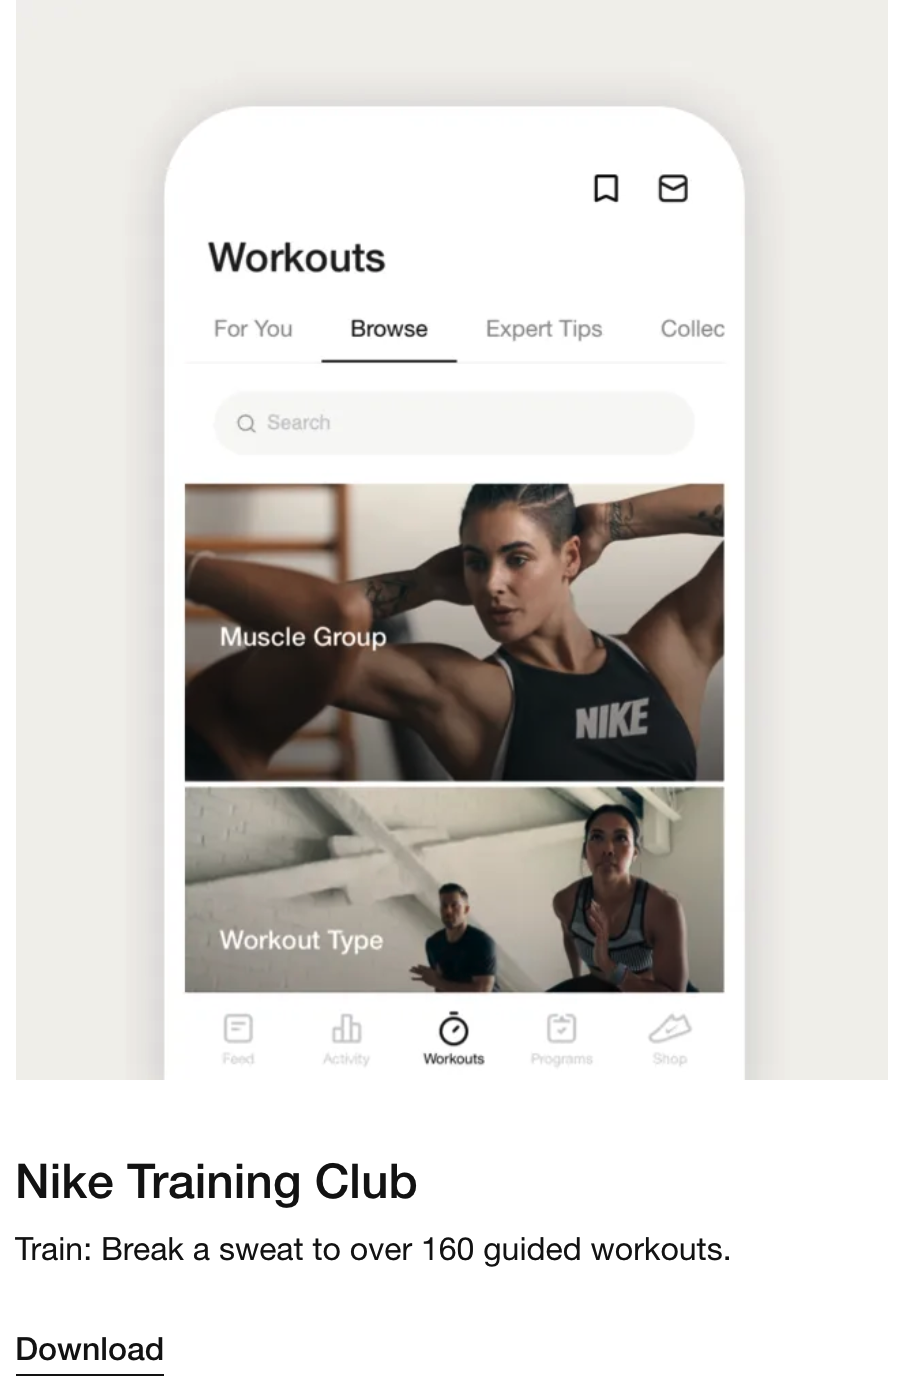 Workouts
For You Browse Expert Tips Collec
Search
Muscle Group
NIKE
Workout Type
Feed Activity Workouts Programs Shop
Nike Training Club
Train: Break a sweat to over 160 guided workouts.
Download